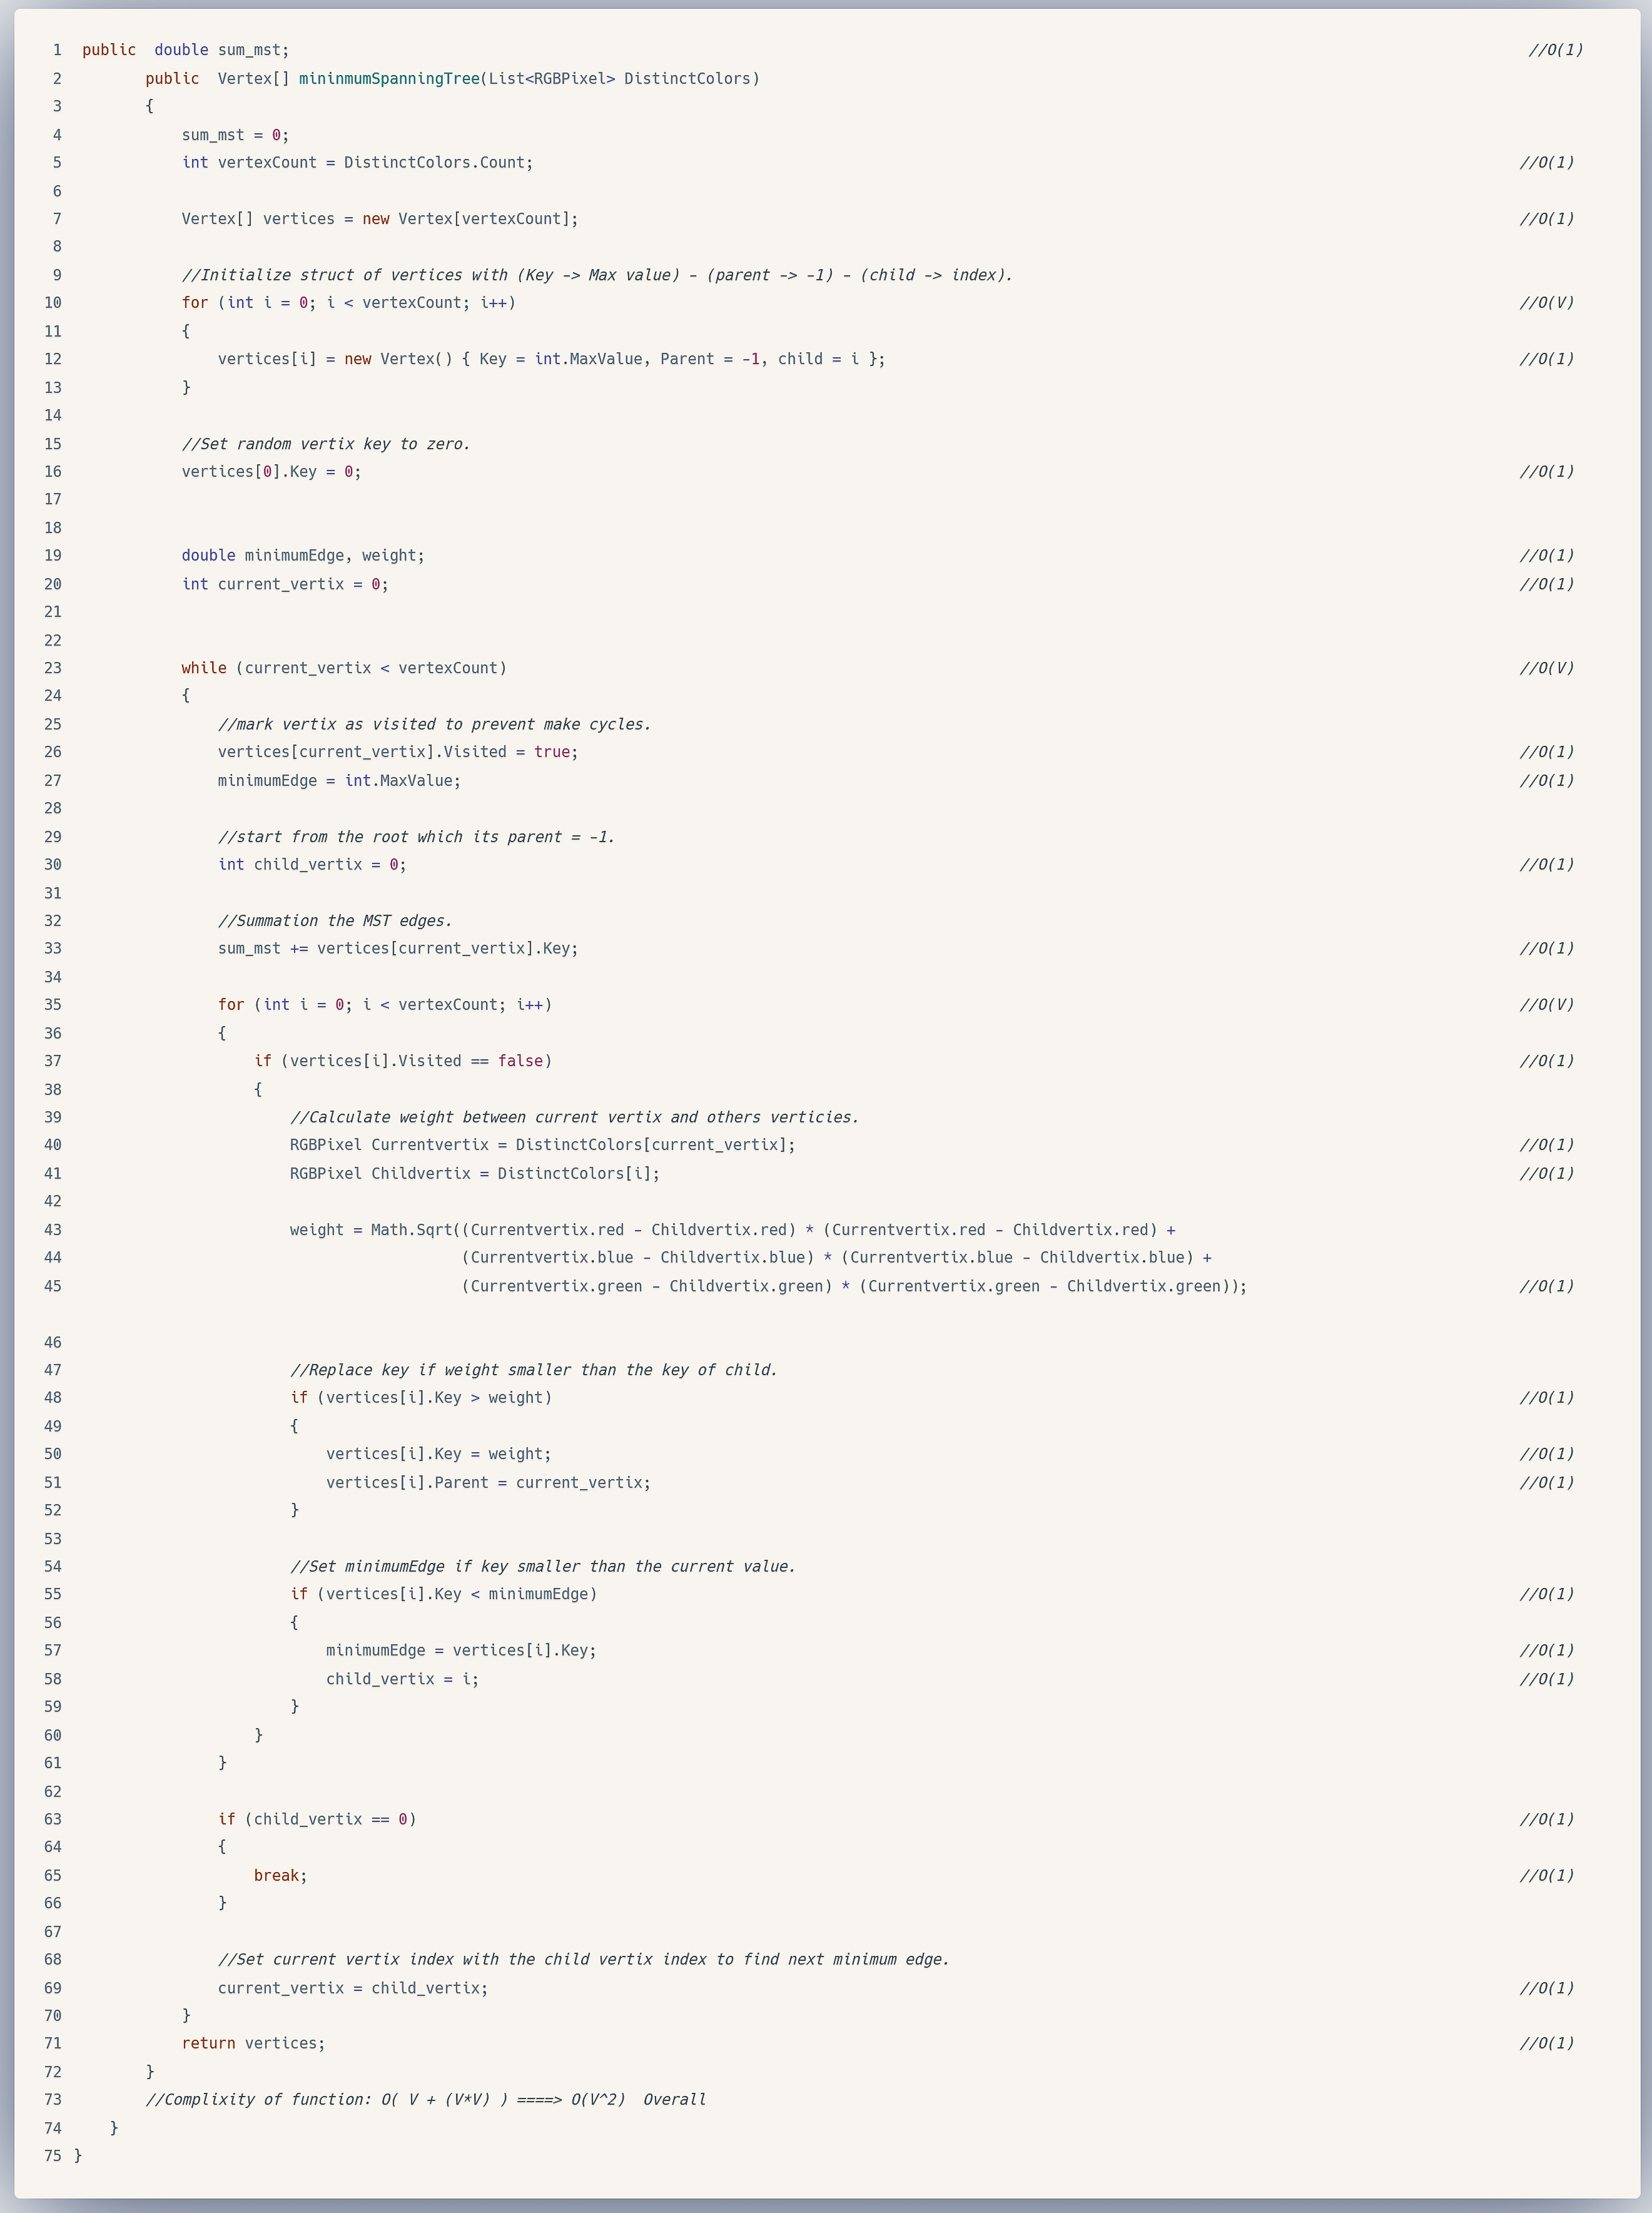 1 public  double sum_mst; //O(1)
2 public  Vertex[] mininmumSpanningTree(List<RGBPixel> DistinctColors)
3 {
4 sum_mst = 0;
5 int vertexCount = DistinctColors.Count; //O(1)
6
7 Vertex[] vertices = new Vertex[vertexCount]; //O(1)
8
9 //Initialize struct of vertices with (Key -> Max value) - (parent -> -1) - (child -> index).
10 for (int i = 0; i < vertexCount; i++) //O(V)
11 {
12 vertices[i] = new Vertex() { Key = int.MaxValue, Parent = -1, child = i }; //O(1)
13 }
14
15 //Set random vertix key to zero.
16 vertices[0].Key = 0; //O(1)
17
18
19 double minimumEdge, weight; //O(1)
20 int current_vertix = 0; //O(1)
21
22
23 while (current_vertix < vertexCount) //O(V)
24 {
25 //mark vertix as visited to prevent make cycles.
26 vertices[current_vertix].Visited = true; //O(1)
27 minimumEdge = int.MaxValue; //O(1)
28
29 //start from the root which its parent = -1.
30 int child_vertix = 0; //O(1)
31
32 //Summation the MST edges.
33 sum_mst += vertices[current_vertix].Key; //O(1)
34
35 for (int i = 0; i < vertexCount; i++) //O(V)
36 {
37 if (vertices[i].Visited == false) //O(1)
38 {
39 //Calculate weight between current vertix and others verticies.
40 RGBPixel Currentvertix = DistinctColors[current_vertix]; //O(1)
41 RGBPixel Childvertix = DistinctColors[i]; //O(1)
42
43 weight = Math.Sqrt((Currentvertix.red - Childvertix.red) * (Currentvertix.red - Childvertix.red) +
44 (Currentvertix.blue - Childvertix.blue) * (Currentvertix.blue - Childvertix.blue) +
45 (Currentvertix.green - Childvertix.green) * (Currentvertix.green - Childvertix.green)); //O(1)
46
47 //Replace key if weight smaller than the key of child.
48 if (vertices[i].Key > weight) //O(1)
49 {
50 vertices[i].Key = weight; //O(1)
51 vertices[i].Parent = current_vertix; //O(1)
52 }
53
54 //Set minimumEdge if key smaller than the current value.
55 if (vertices[i].Key < minimumEdge) //O(1)
56 {
57 minimumEdge = vertices[i].Key; //O(1)
58 child_vertix = i; //O(1)
59 }
60 }
61 }
62
63 if (child_vertix == 0) //O(1)
64 {
65 break; //O(1)
66 }
67
68 //Set current vertix index with the child vertix index to find next minimum edge.
69 current_vertix = child_vertix; //O(1)
70 }
71 return vertices; //O(1)
72 }
73 //Complixity of function: O( V + (V*V) ) ====> O(V^2)  Overall
74 }
75 }